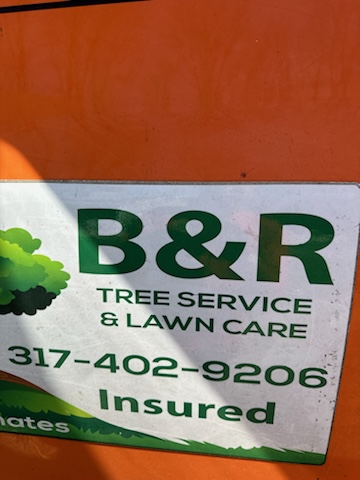 B&R
TREE SERVICE
& LAWN CARE
317-402-9206
Insured